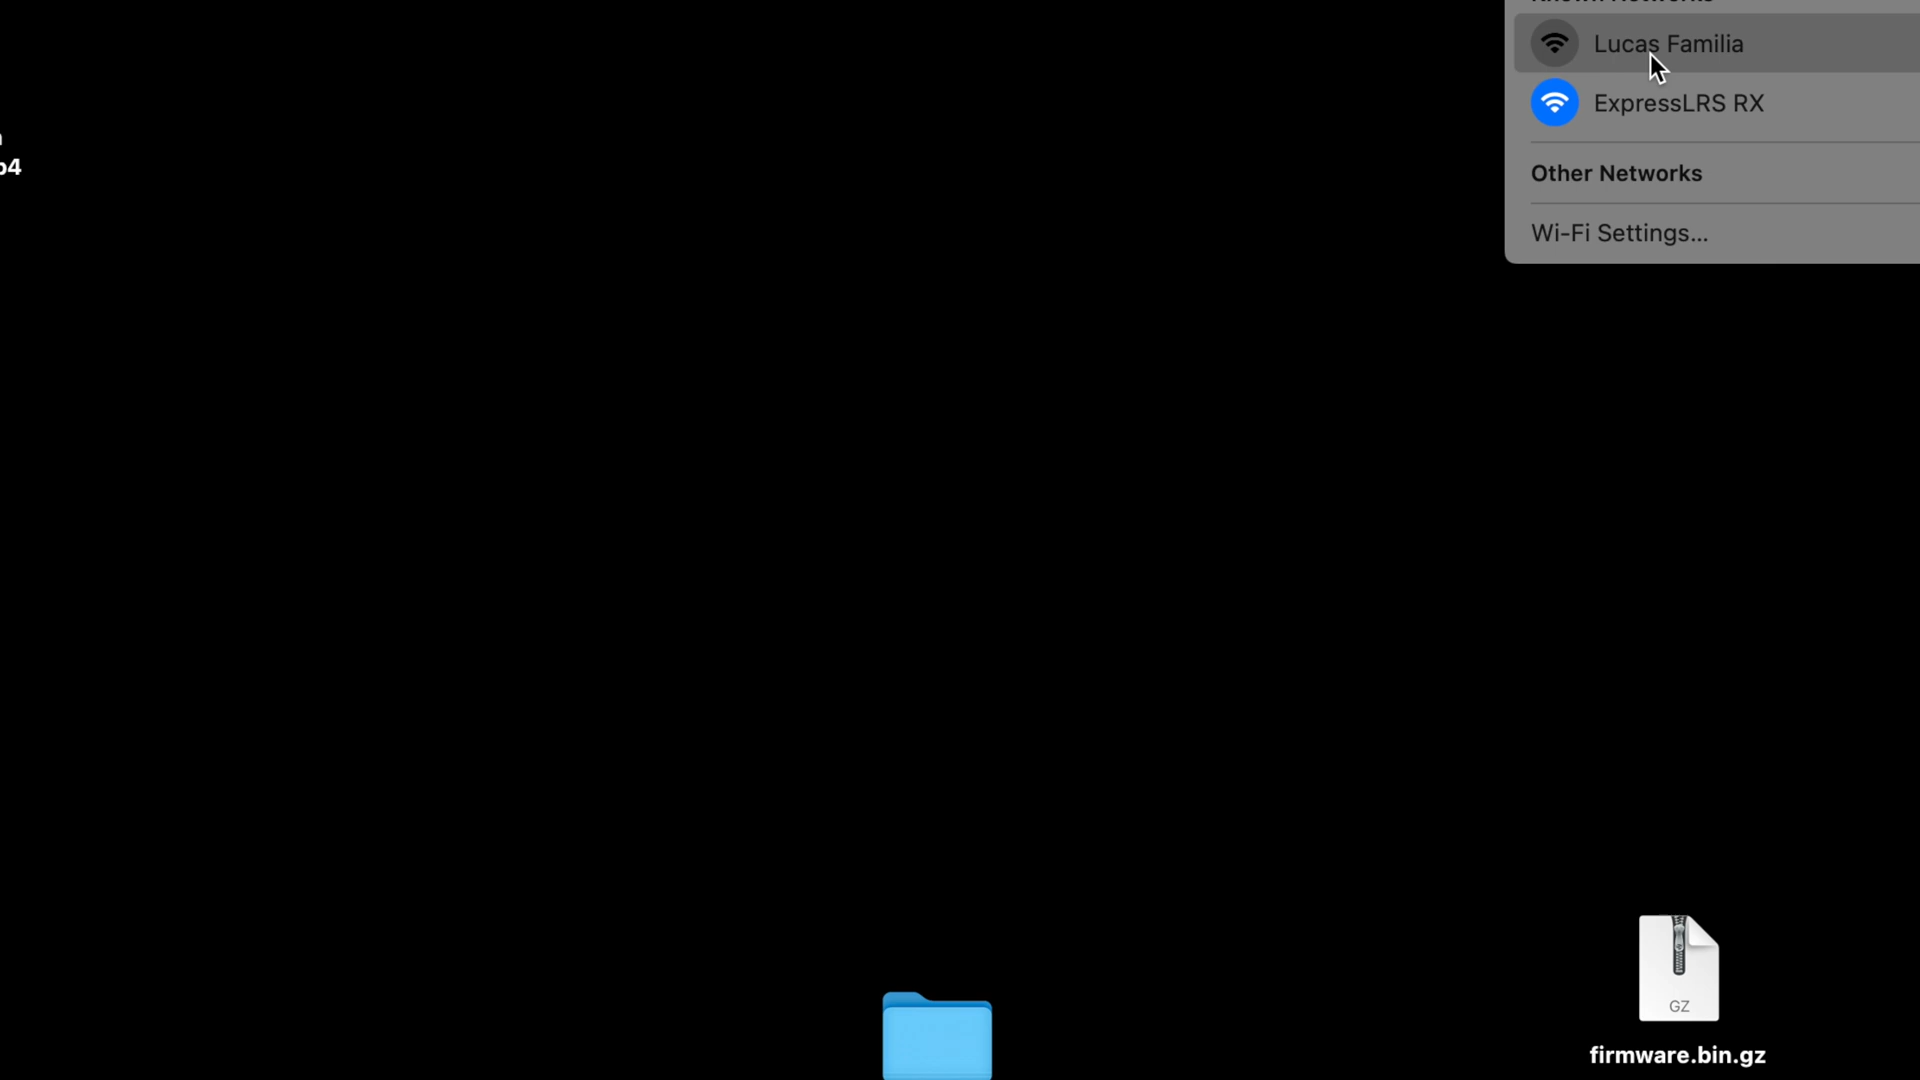 Lucas Familia
ExpressLRS RX
Other Networks
Wi-Fi Settings...
GZ
firmware.bin.gz